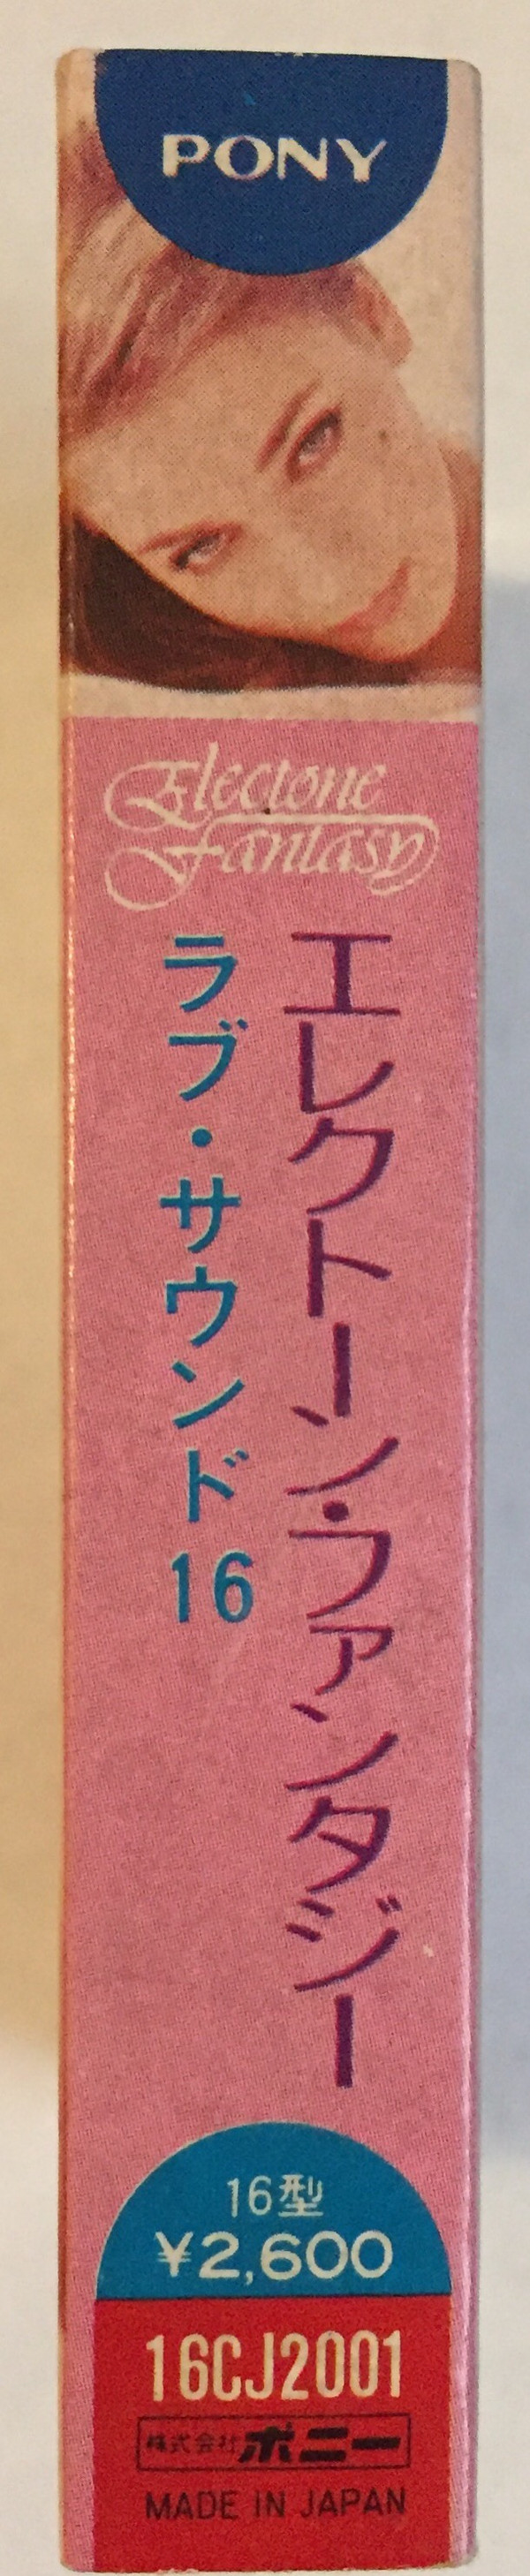 PONY
Electone
Fantasy
エレクトーン・ファンタジー
ラブ・サウンド16
16型
¥2,600
16CJ2001
株式会社ポニー
MADE IN JAPAN